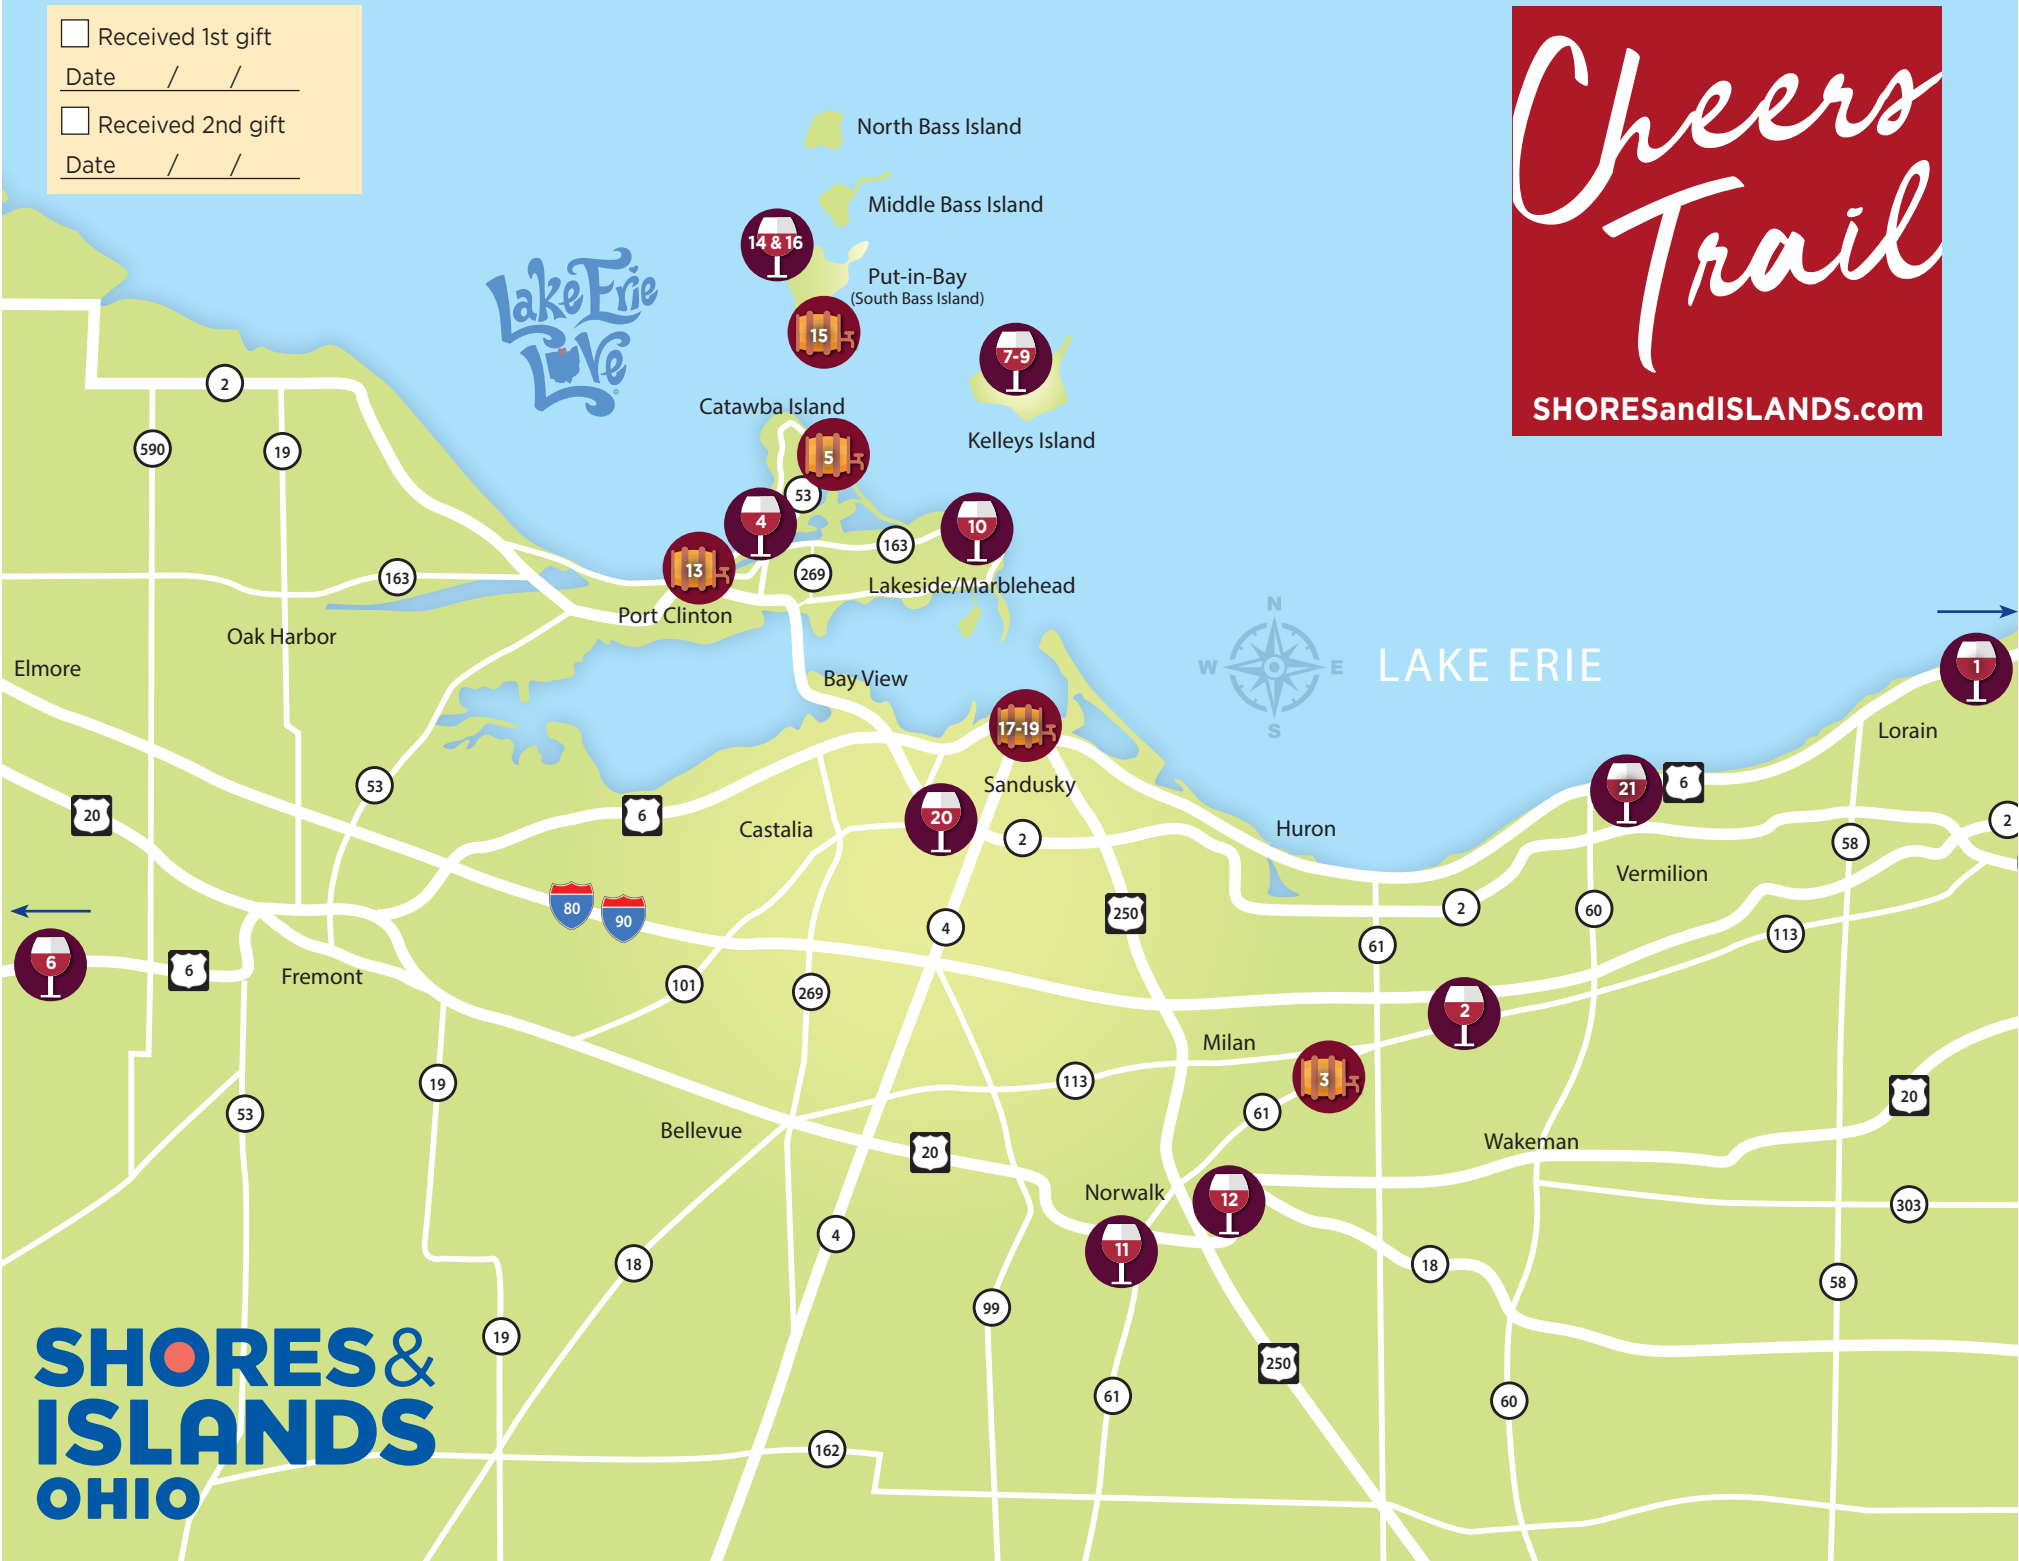 Received 1st gift
Date / /
Received 2nd gift
Date / /
Cheers
Trail
SHORESandISLANDS.com
North Bass Island
Middle Bass Island
14 & 16
Put-in-Bay
(South Bass Island)
15
Lake Erie
Love
7-9
Kelleys Island
2
Catawba Island
5
590
19
53
4
10
163
13
269
163
Lakeside/Marblehead
Port Clinton
Oak Harbor
N
W
E
S
LAKE ERIE
1
Elmore
Bay View
Lorain
17-19
Sandusky
53
21
6
20
6
Castalia
20
2
Huron
2
58
Vermilion
80
90
250
2
60
4
61
113
6
6
Fremont
101
269
2
Milan
113
3
19
53
61
20
Bellevue
20
Wakeman
Norwalk
12
303
4
11
18
18
58
99
19
250
61
60
162
SHORES &
ISLANDS
OHIO